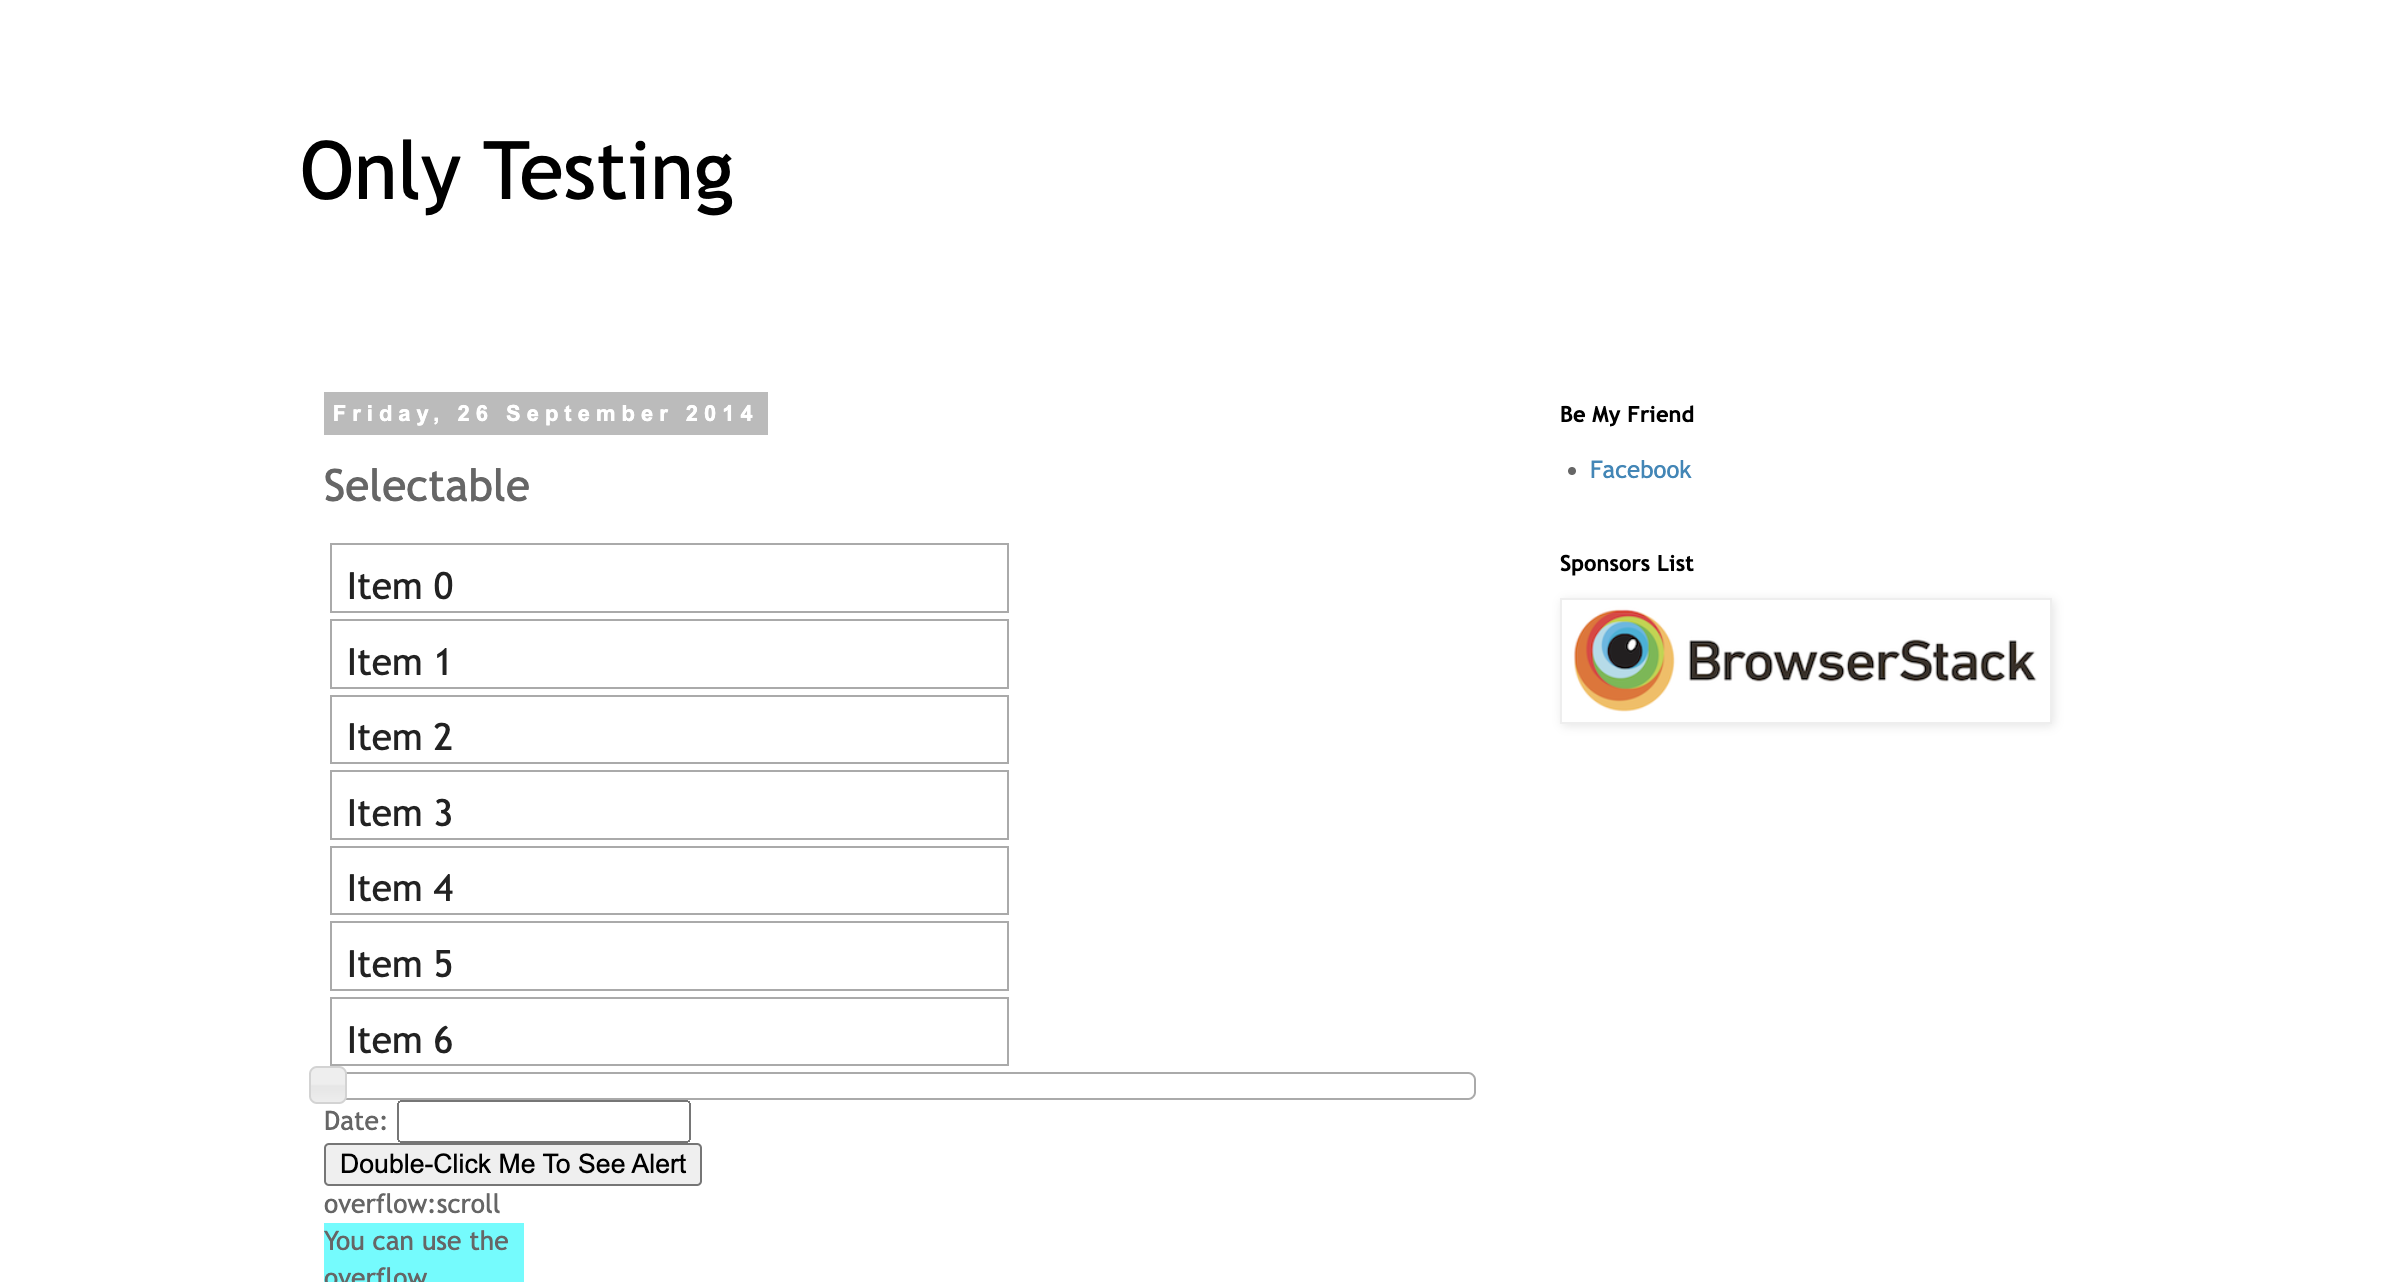 Only Testing
Friday, 26 September 2014
Selectable
Item 0
Item 1
Item 2
Item 3
Item 4
Item 5
Item 6
Date:
Double-Click Me To See Alert
overflow:scroll
You can use the
overflow
Be My Friend
Facebook
Sponsors List
BrowserStack